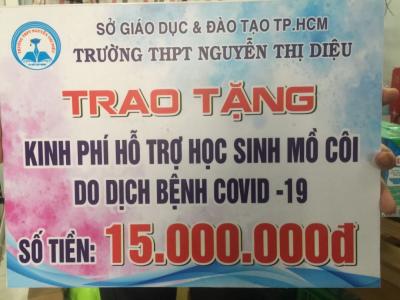 SỞ GIÁO DỤC & ĐÀO TẠO TP.HCM
TRƯỜNG THPT NGUYỄN THỊ DIỆU
TRAO TẶNG
KINH PHÍ HỖ TRỢ HỌC SINH MỒ CÔI
DO DỊCH BỆNH COVID -19
SỐ TIỀN: 15.000.000đ